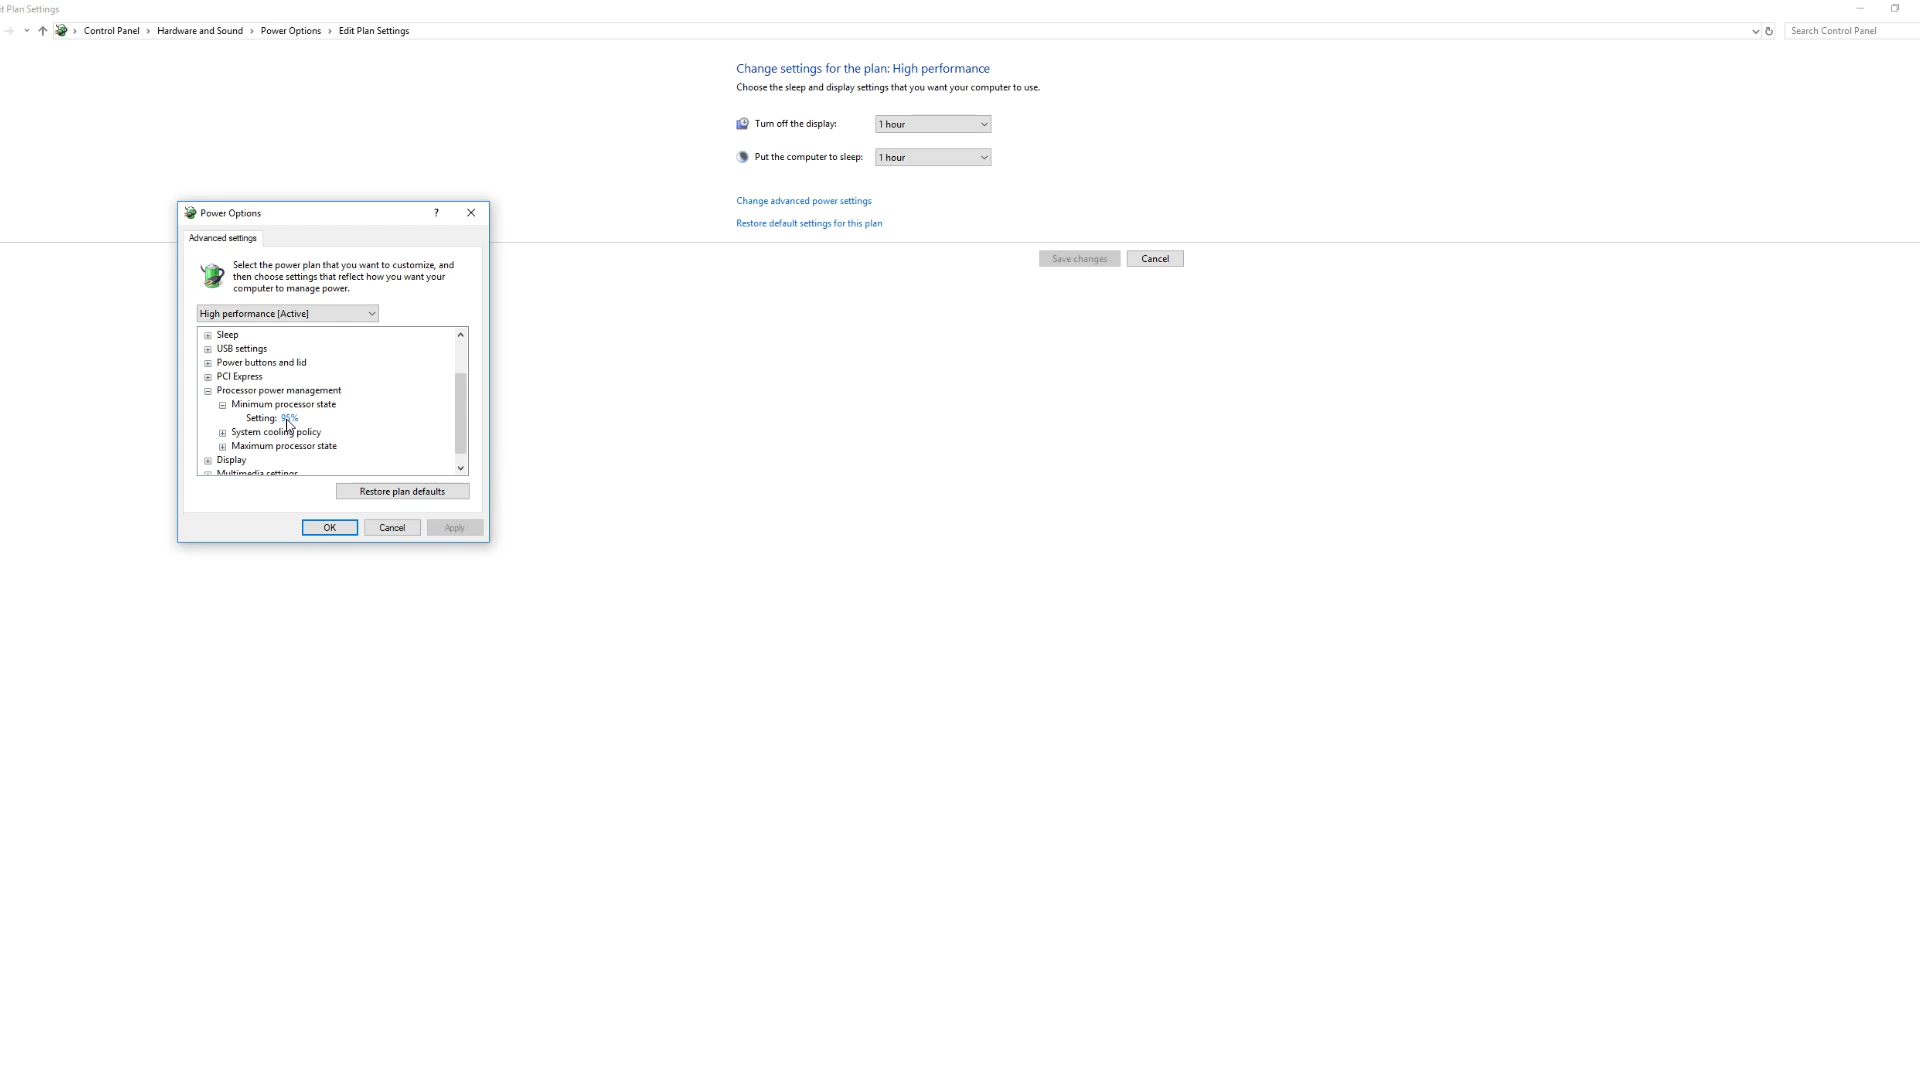 it Plan Settings
Control Panel > Hardware and Sound > Power Options > Edit Plan Settings
Search Control Panel
Change settings for the plan: High performance
Choose the sleep and display settings that you want your computer to use.
Turn off the display: 1 hour
Put the computer to sleep: 1 hour
Change advanced power settings
Restore default settings for this plan
Save changes Cancel
Power Options ?
Advanced settings
Select the power plan that you want to customize, and
then choose settings that reflect how you want your
computer to manage power.
High performance [Active]
Sleep
USB settings
Power buttons and lid
PCI Express
Processor power management
Minimum processor state
Setting: 95%
System cooling policy
Maximum processor state
Display
Multimedia settings
Restore plan defaults
OK Cancel Apply